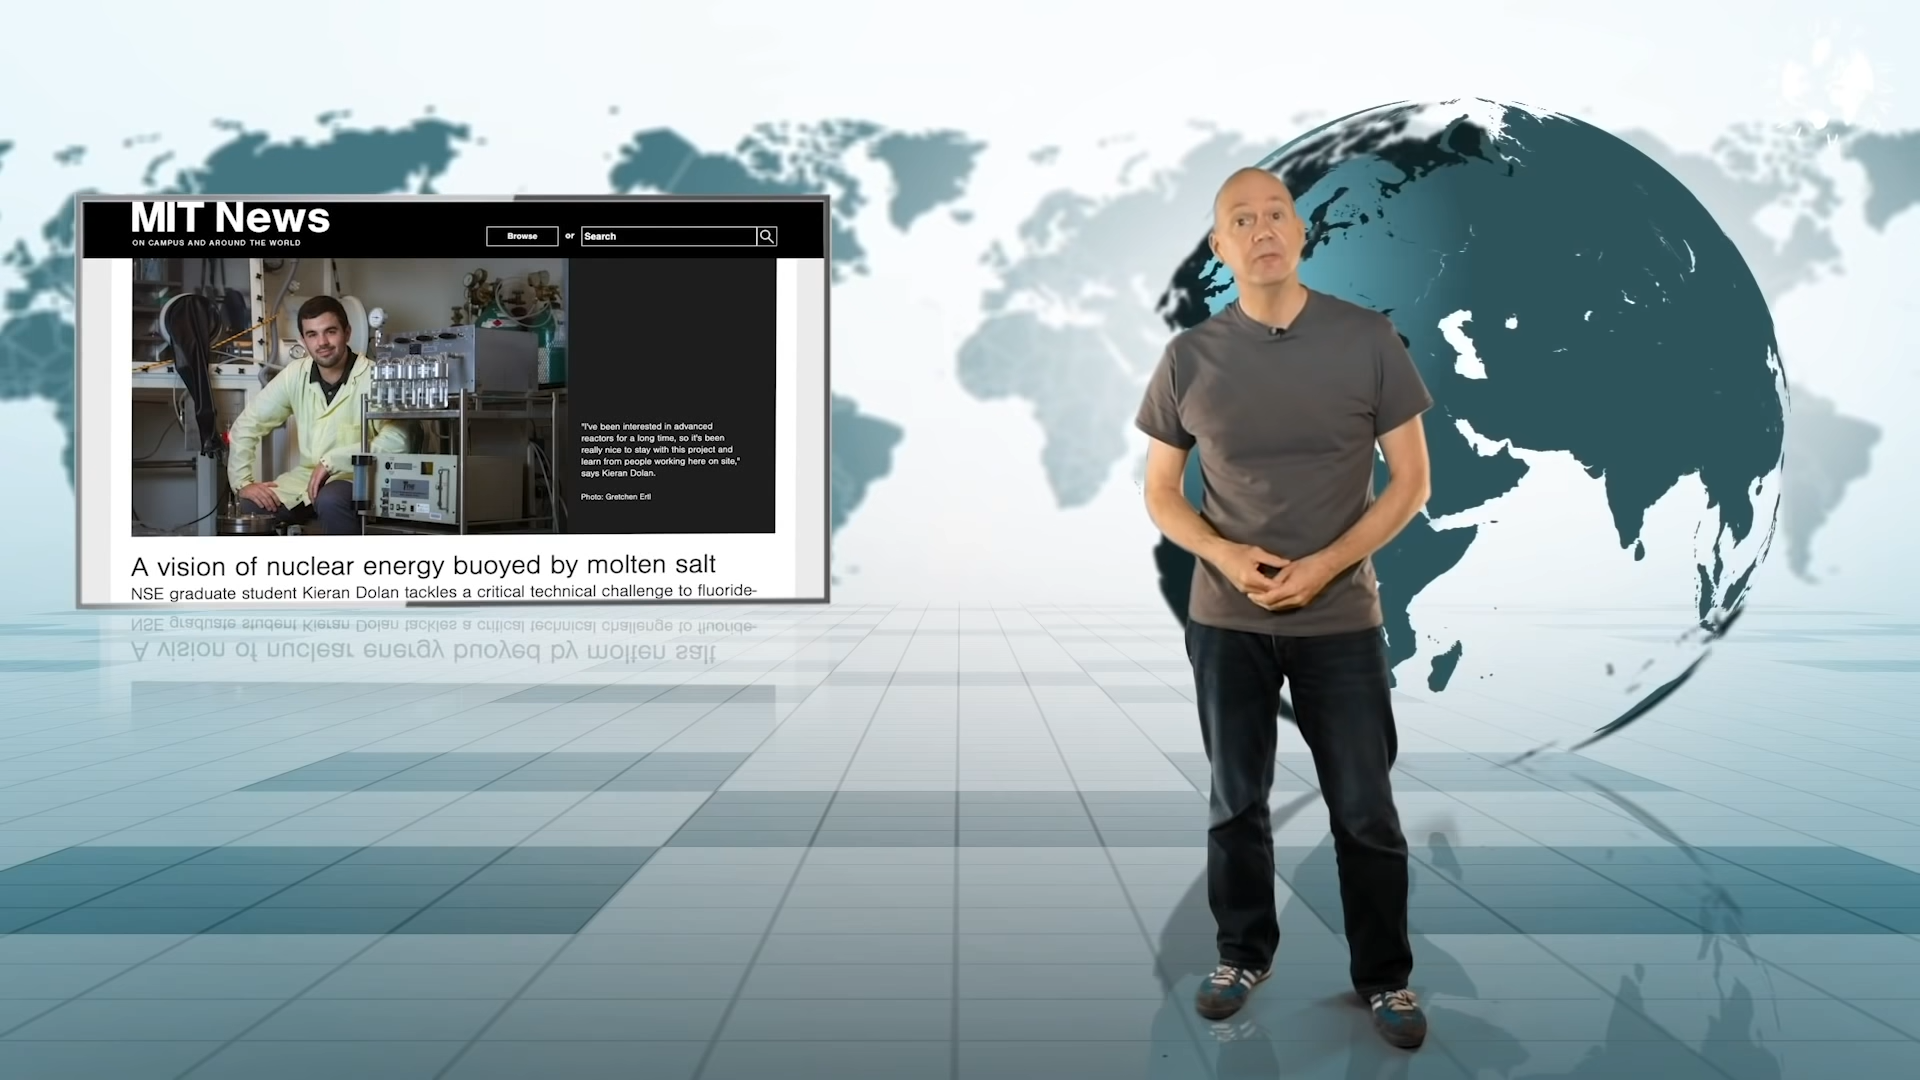 MIT News
ON CAMPUS AND AROUND THE WORLD
Browse or Search
"I've been interested in advanced
reactors for a long time, so it's been
really nice to stay with this project and
learn from people working here on site,"
says Kieran Dolan.
Photo: Gretchen Ertl
A vision of nuclear energy buoyed by molten salt
NSE graduate student Kieran Dolan tackles a critical technical challenge to fluoride-